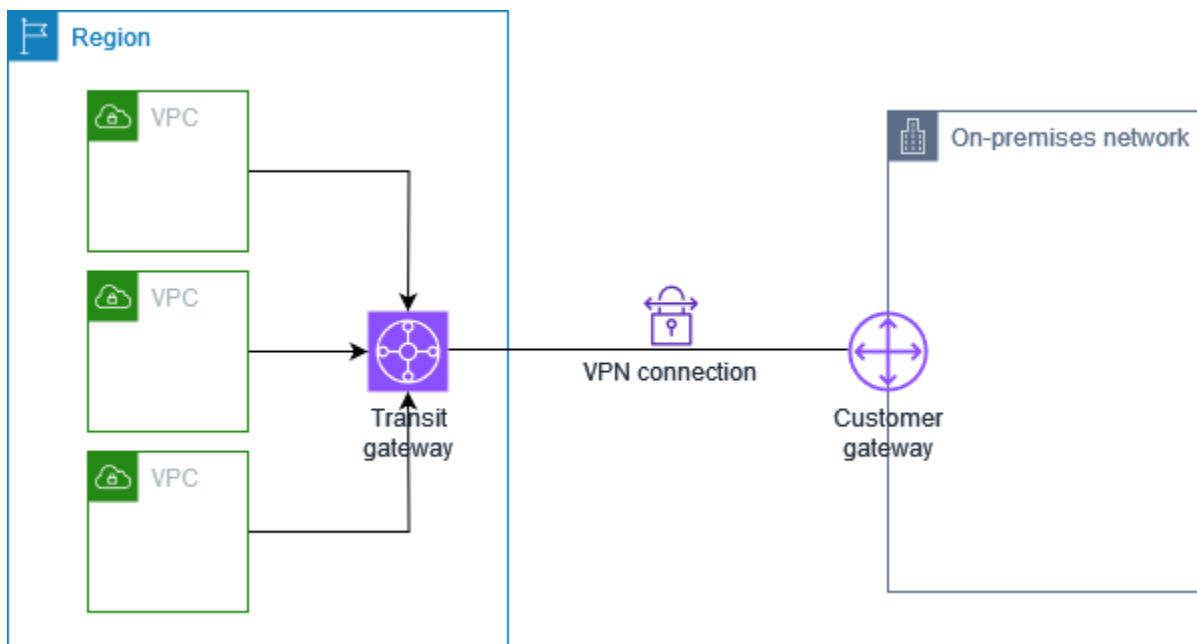 Region
VPC
On-premises network
VPC
VPN connection
Transit
gateway
Customer
gateway
VPC